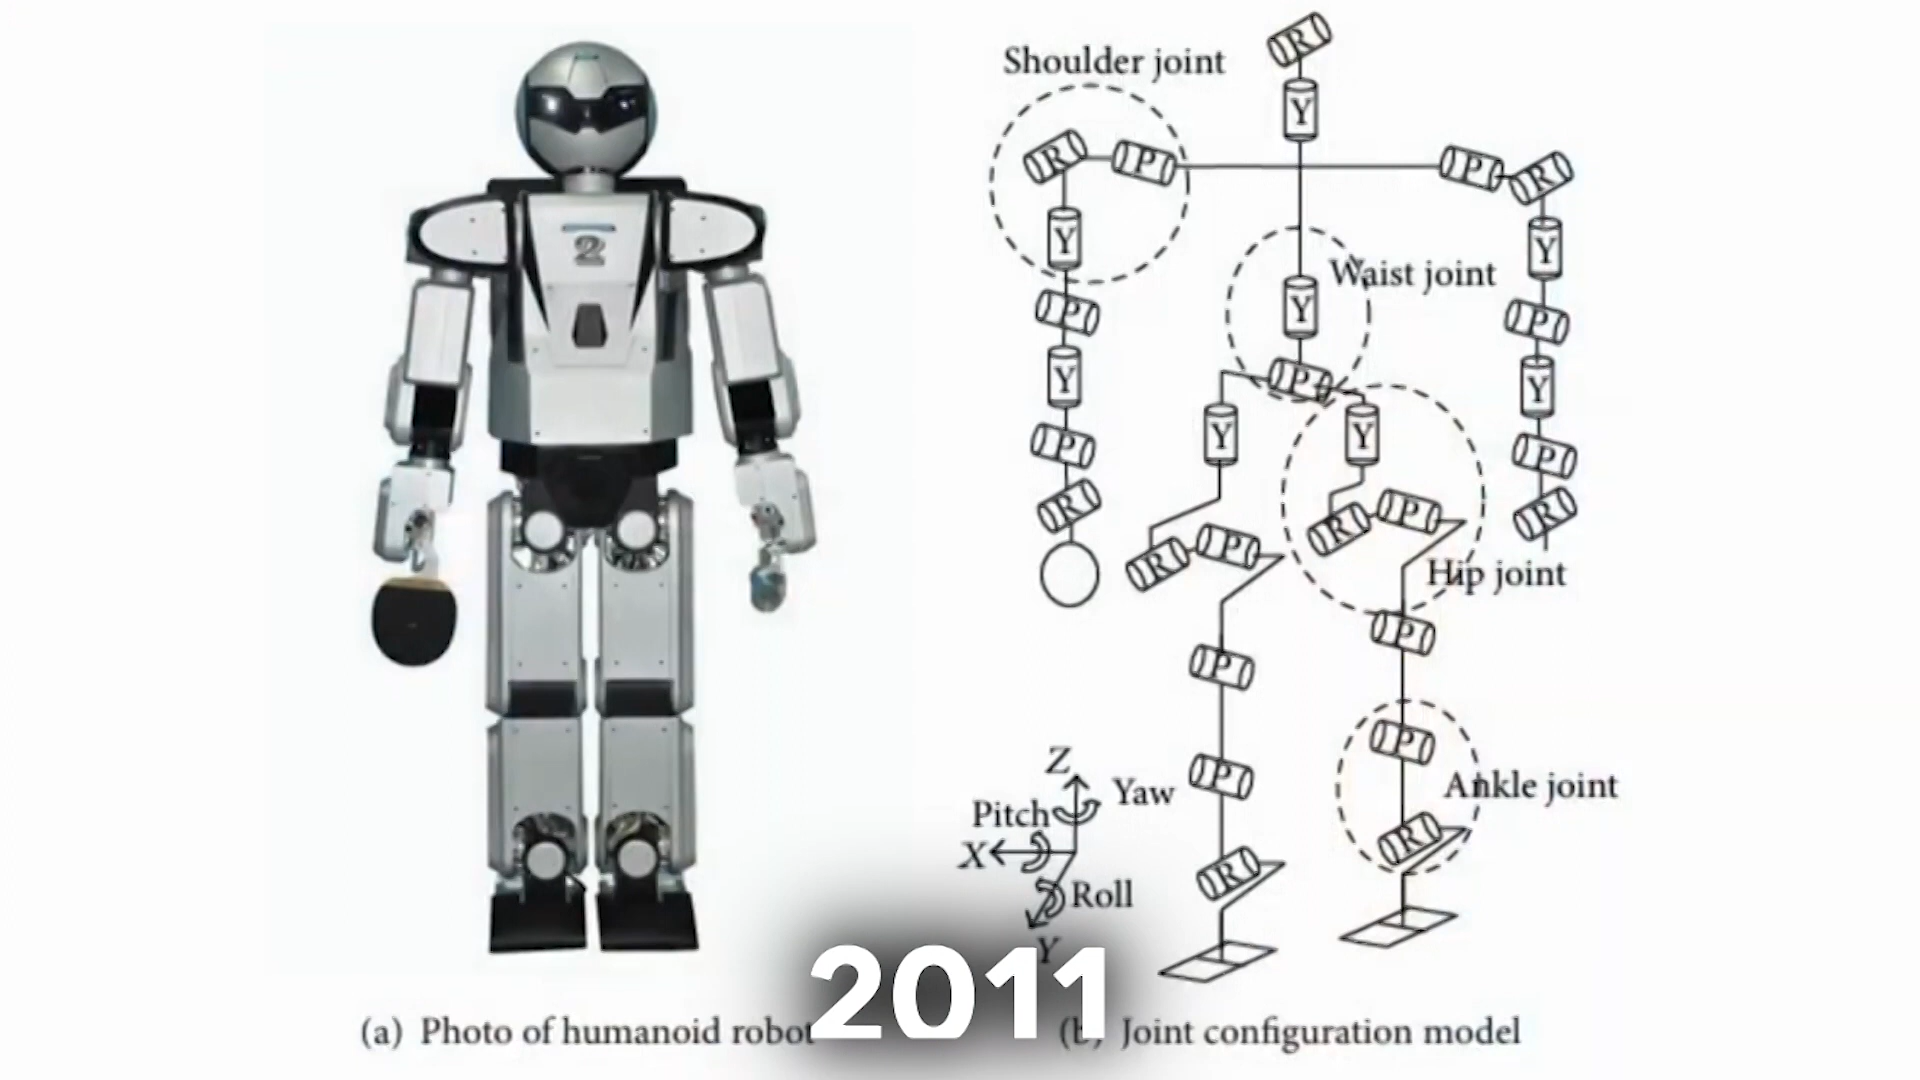 Shoulder joint
R
Y
R
P
P
R
Y
Y
Waist joint
P
Y
P
Y
P
Y
Y
Y
P
P
R
P
R
R
P
R
P
Hip joint
P
P
P
Z
Yaw
P
Ankle joint
Pitch
X
R
R
Roll
Y
2
2011
(a) Photo of humanoid robot
(b) Joint configuration model